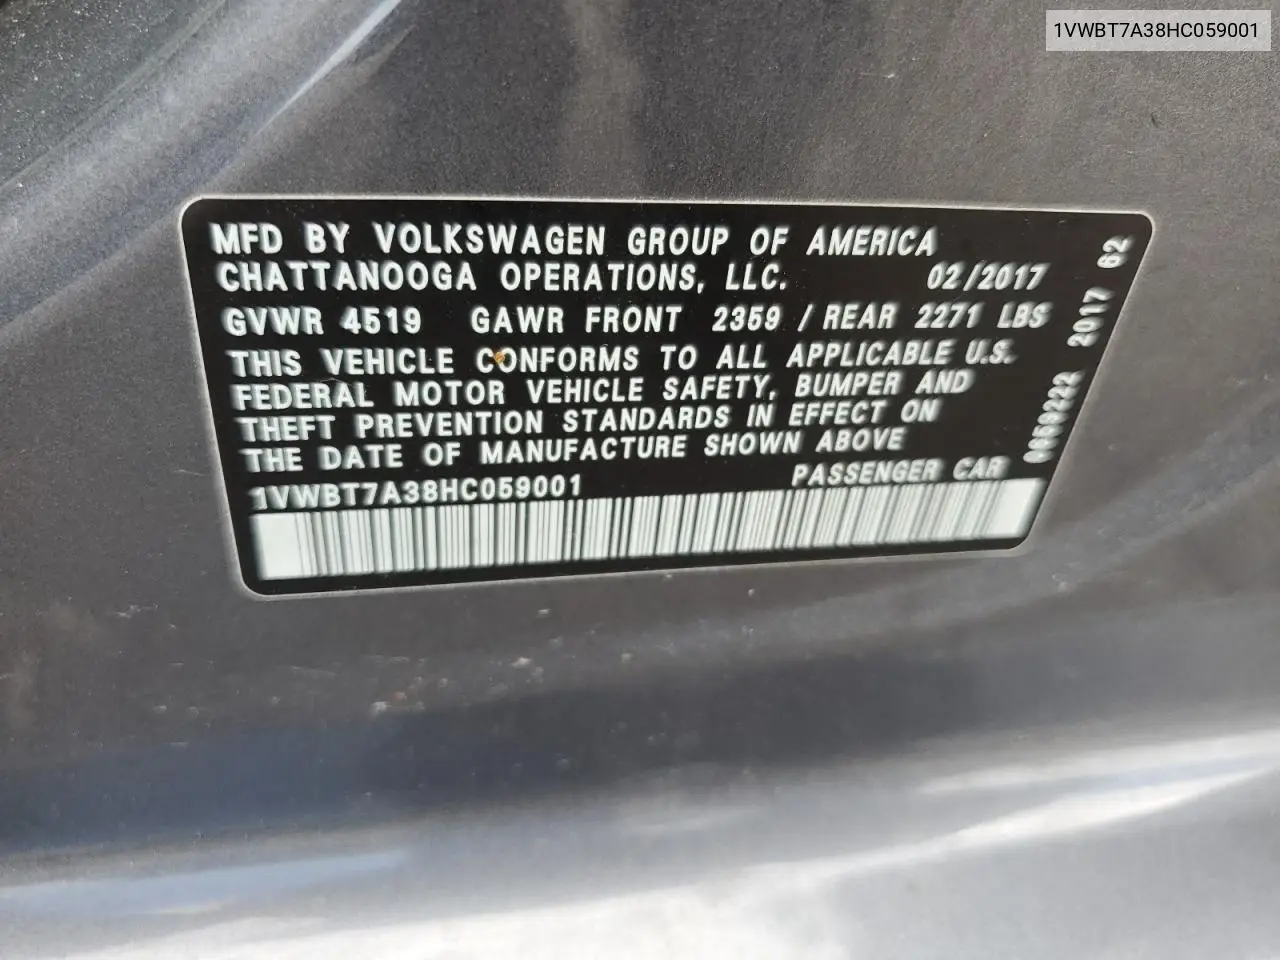 1VWBT7A38HC059001
MFD BY VOLKSWAGEN GROUP OF AMERICA
CHATTANOOGA OPERATIONS, LLC. 02/2017
GVWR 4519 GAWR FRONT 2359 / REAR 2271 LBS
THIS VEHICLE CONFORMS TO ALL APPLICABLE U.S.
FEDERAL MOTOR VEHICLE SAFETY, BUMPER AND
THEFT PREVENTION STANDARDS IN EFFECT ON
THE DATE OF MANUFACTURE SHOWN ABOVE
1VWBT7A38HC059001 PASSENGER CAR
2017 62